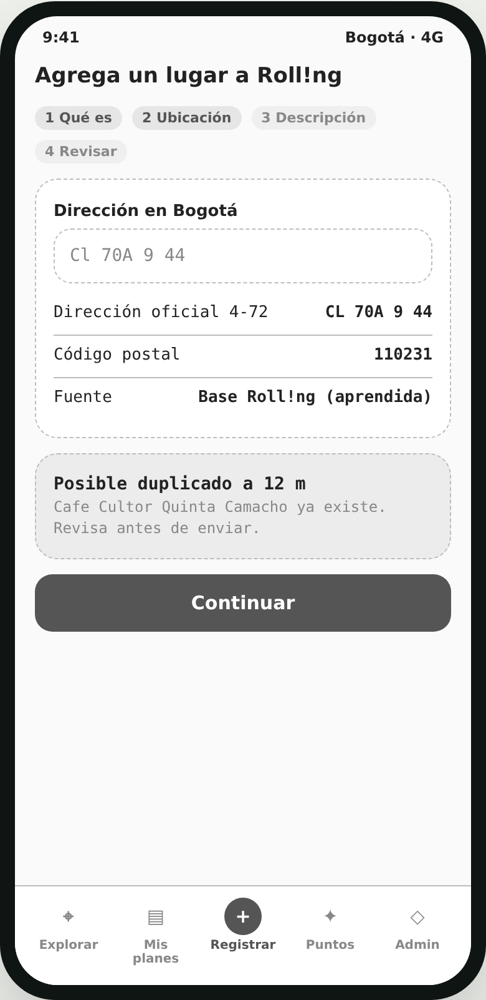 9:41 Bogotá · 4G
Agrega un lugar a Roll!ng
1 Qué es 2 Ubicación 3 Descripción
4 Revisar
Dirección en Bogotá
Cl 70A 9 44
Dirección oficial 4-72 CL 70A 9 44
Código postal 110231
Fuente Base Roll!ng (aprendida)
Posible duplicado a 12 m
Cafe Cultor Quinta Camacho ya existe.
Revisa antes de enviar.
Continuar
+
Explorar Mis planes Registrar Puntos Admin